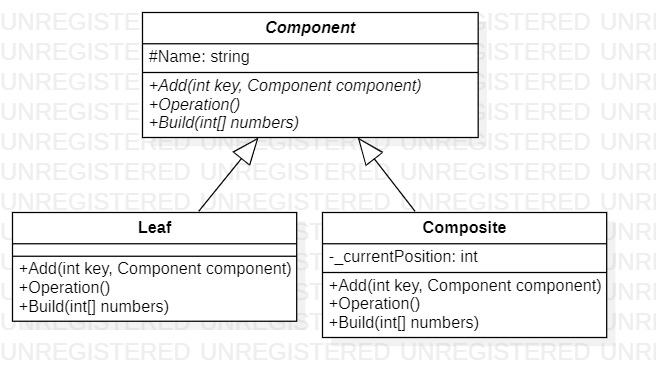 Component
#Name: string
+Add(int key, Component component)
+Operation()
+Build(int[] numbers)
Leaf
+Add(int key, Component component)
+Operation()
+Build(int[] numbers)
Composite
-_currentPosition: int
+Add(int key, Component component)
+Operation()
+Build(int[] numbers)
UNREGISTERED UNREGISTERED UNREGISTERED UNREGISTERED